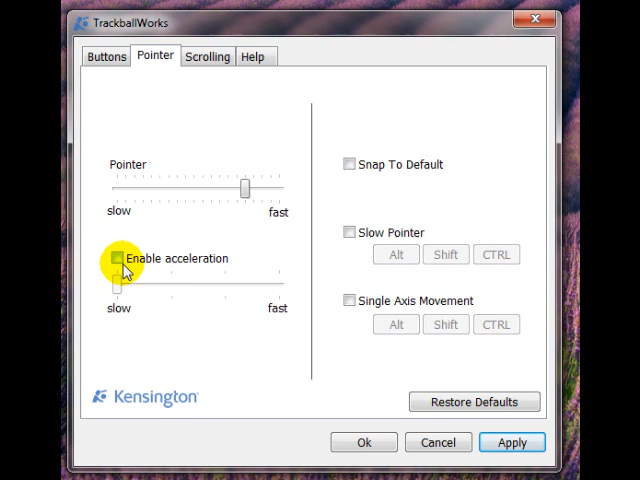 TrackballWorks
Buttons Pointer Scrolling Help
Pointer
slow fast
Enable acceleration
slow fast
Snap To Default
Slow Pointer
Alt Shift CTRL
Single Axis Movement
Alt Shift CTRL
Kensington
Restore Defaults
Ok Cancel Apply